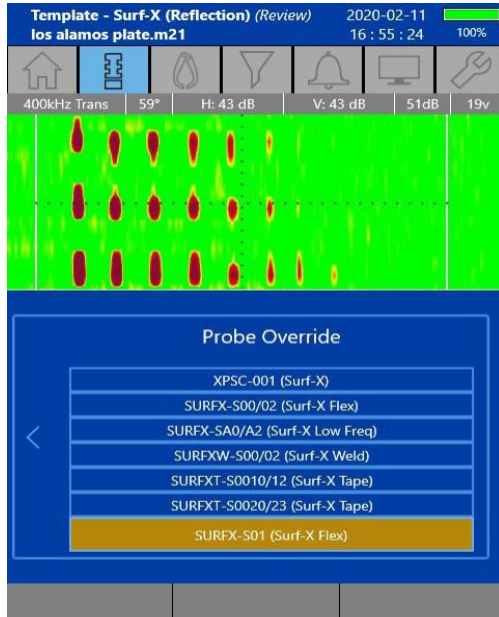 Template - Surf-X (Reflection) (Review) 2020-02-11
los alamos plate.m21 16 : 55 : 24 100%
400kHz Trans 59° H: 43 dB V: 43 dB 51dB 19v
Probe Override
XPSC-001 (Surf-X)
SURFX-S00/02 (Surf-X Flex)
SURFX-SA0/A2 (Surf-X Low Freq)
SURFXW-S00/02 (Surf-X Weld)
SURFXT-S0010/12 (Surf-X Tape)
SURFXT-S0020/23 (Surf-X Tape)
SURFX-S01 (Surf-X Flex)